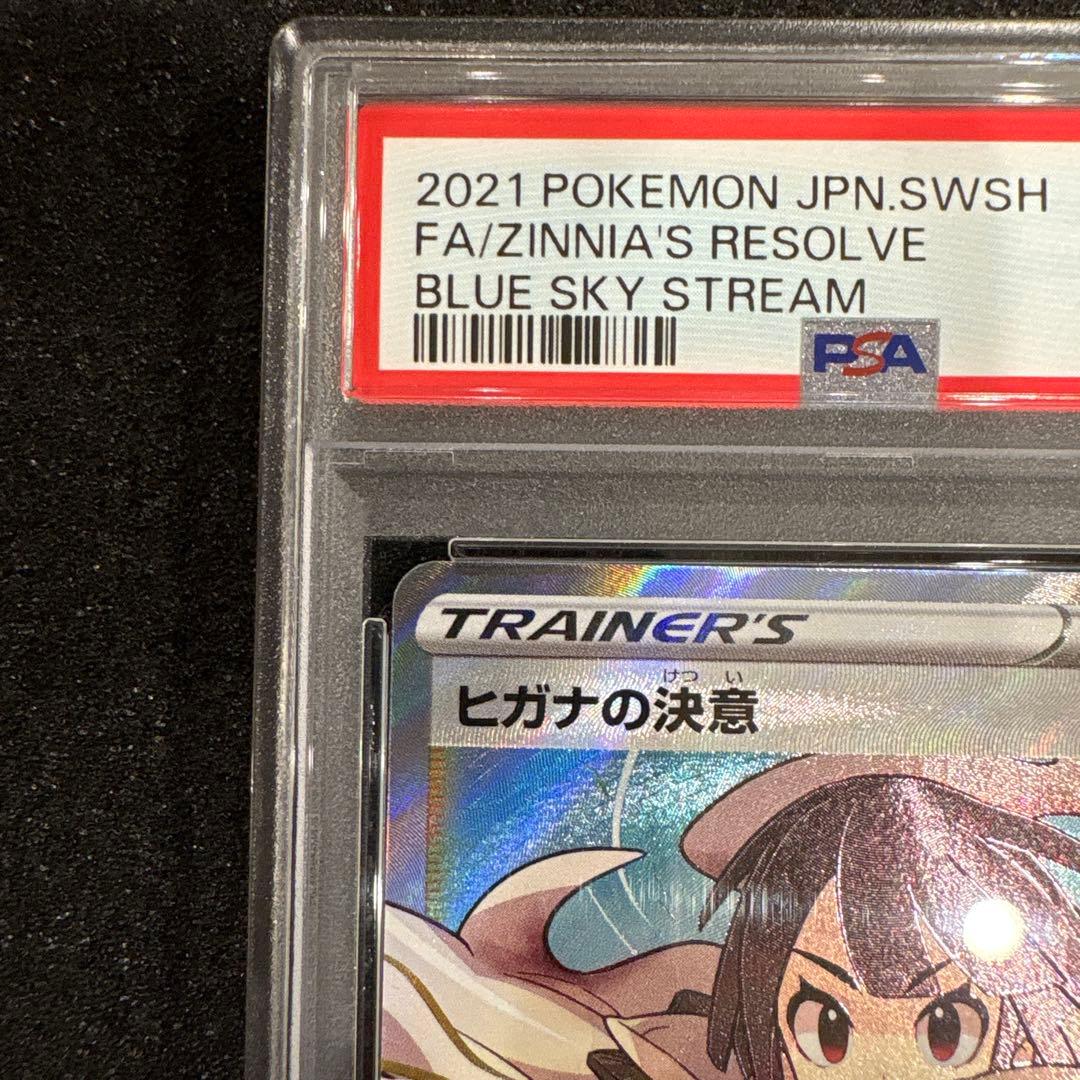 2021 POKEMON JPN.SWSH
FA/ZINNIA'S RESOLVE
BLUE SKY STREAM
PSA
TRAINER'S
けつ い
ヒガナの決意